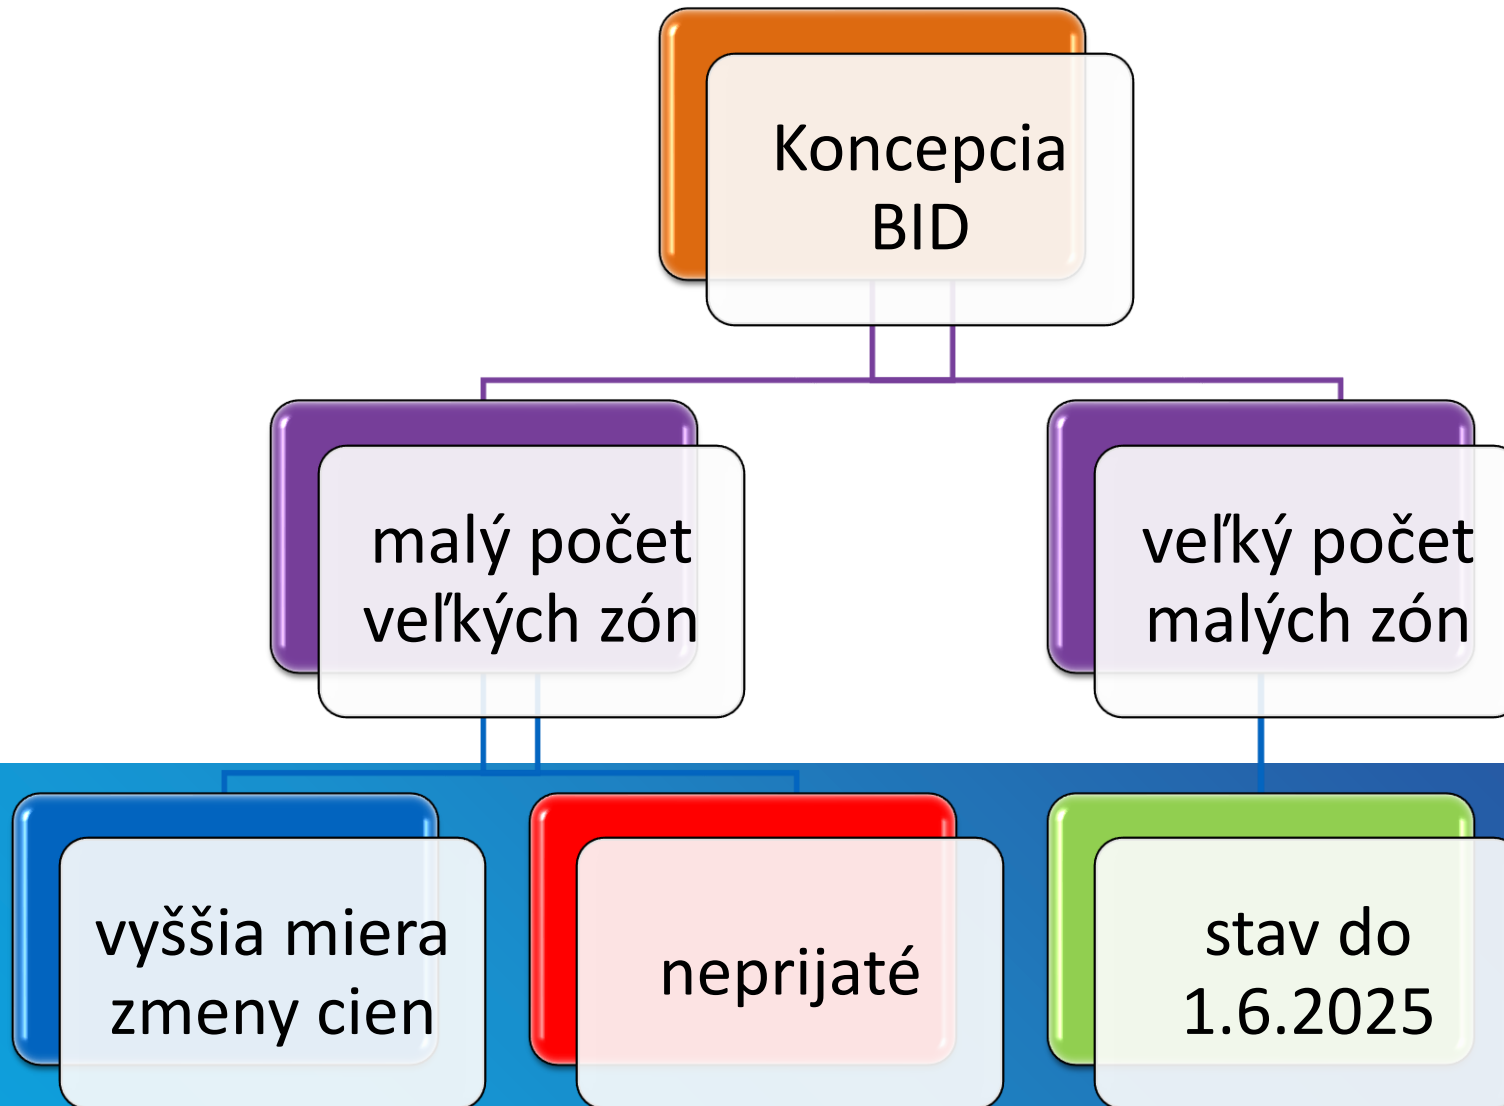 Koncepcia
BID
malý počet
veľkých zón
veľký počet
malých zón
vyššia miera
zmeny cien
neprijaté
stav do
1.6.2025